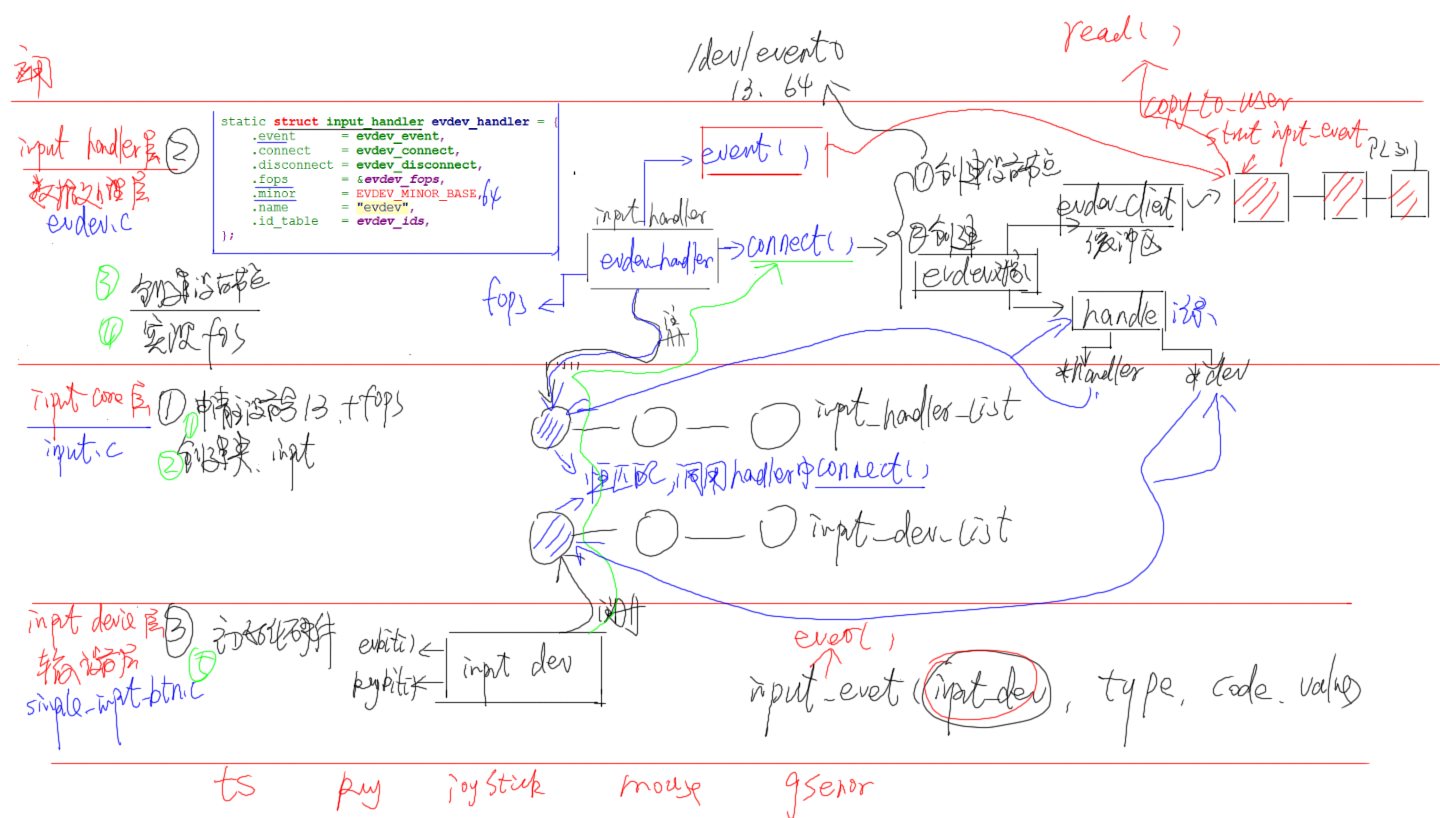 read( )
/dev/event0
13. 64
copy_to_user
struct input_event
input handler层 ②
数据处理层
evdev.c
static struct input_handler evdev_handler = {
.event = evdev_event,
.connect = evdev_connect,
.disconnect = evdev_disconnect,
.fops = &evdev_fops,
.minor = EVDEV_MINOR_BASE, 64
.name = "evdev",
.id_table = evdev_ids,
};
event( )
①创建设备节点
input_handler
evdev_handler
connect( )
②创建
evdev对象
evdev_client
缓冲区
fops
handle 记录
*handler
*dev
③ 创建设备节点
④ 实现fops
注册
input core层 ① 申请主设备号13 + fops
①
input.c
② 创建类 input
input_handler_list
匹配, 调用handler中connect( )
input_dev_list
注册
input device层 ③ 初始化硬件
⑤
输入设备层
simple_input_btn.c
evbit( )
keybit( )
input dev
event( )
input_evet (input_dev, type, code, value)
ts key joystick mouse gsenor